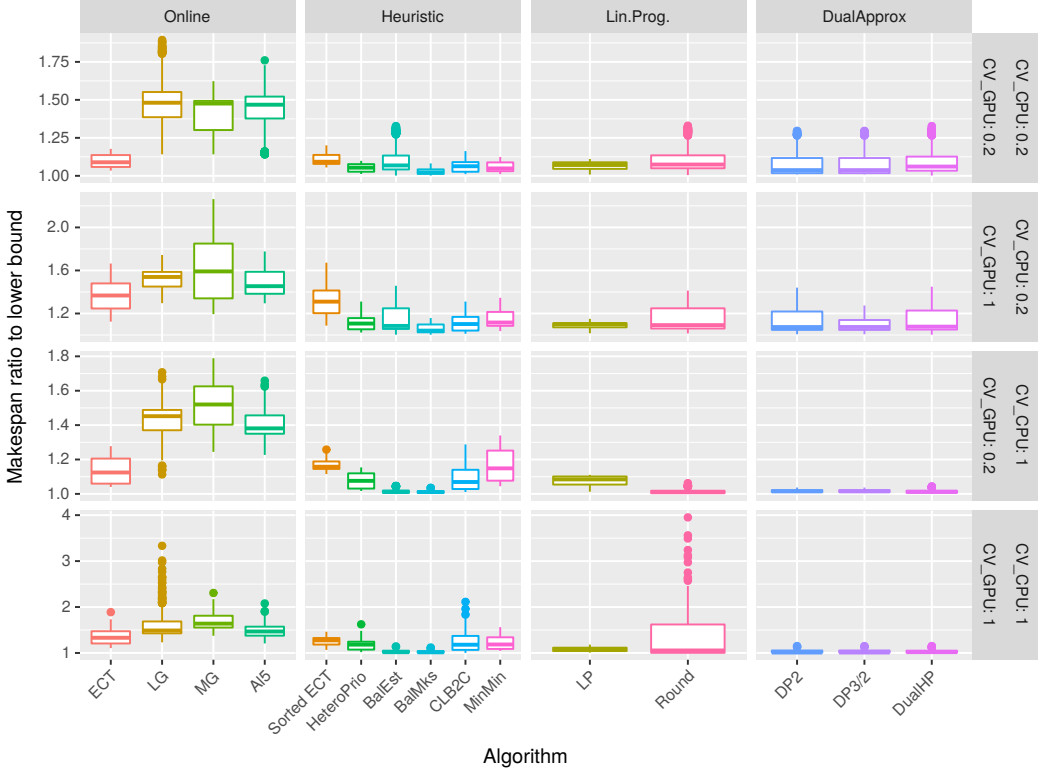 Online
Heuristic
Lin.Prog.
DualApprox
Makespan ratio to lower bound
1.75
1.50
1.25
1.00
CV_CPU: 0.2
CV_GPU: 0.2
2.0
1.6
1.2
CV_CPU: 0.2
CV_GPU: 1
1.8
1.6
1.4
1.2
1.0
CV_CPU: 1
CV_GPU: 0.2
4
3
2
1
CV_CPU: 1
CV_GPU: 1
ECT
LG
MG
Al5
Sorted ECT
HeteroPrio
BalEst
BalMks
CLB2C
MinMin
LP
Round
DP2
DP3/2
DualHP
Algorithm